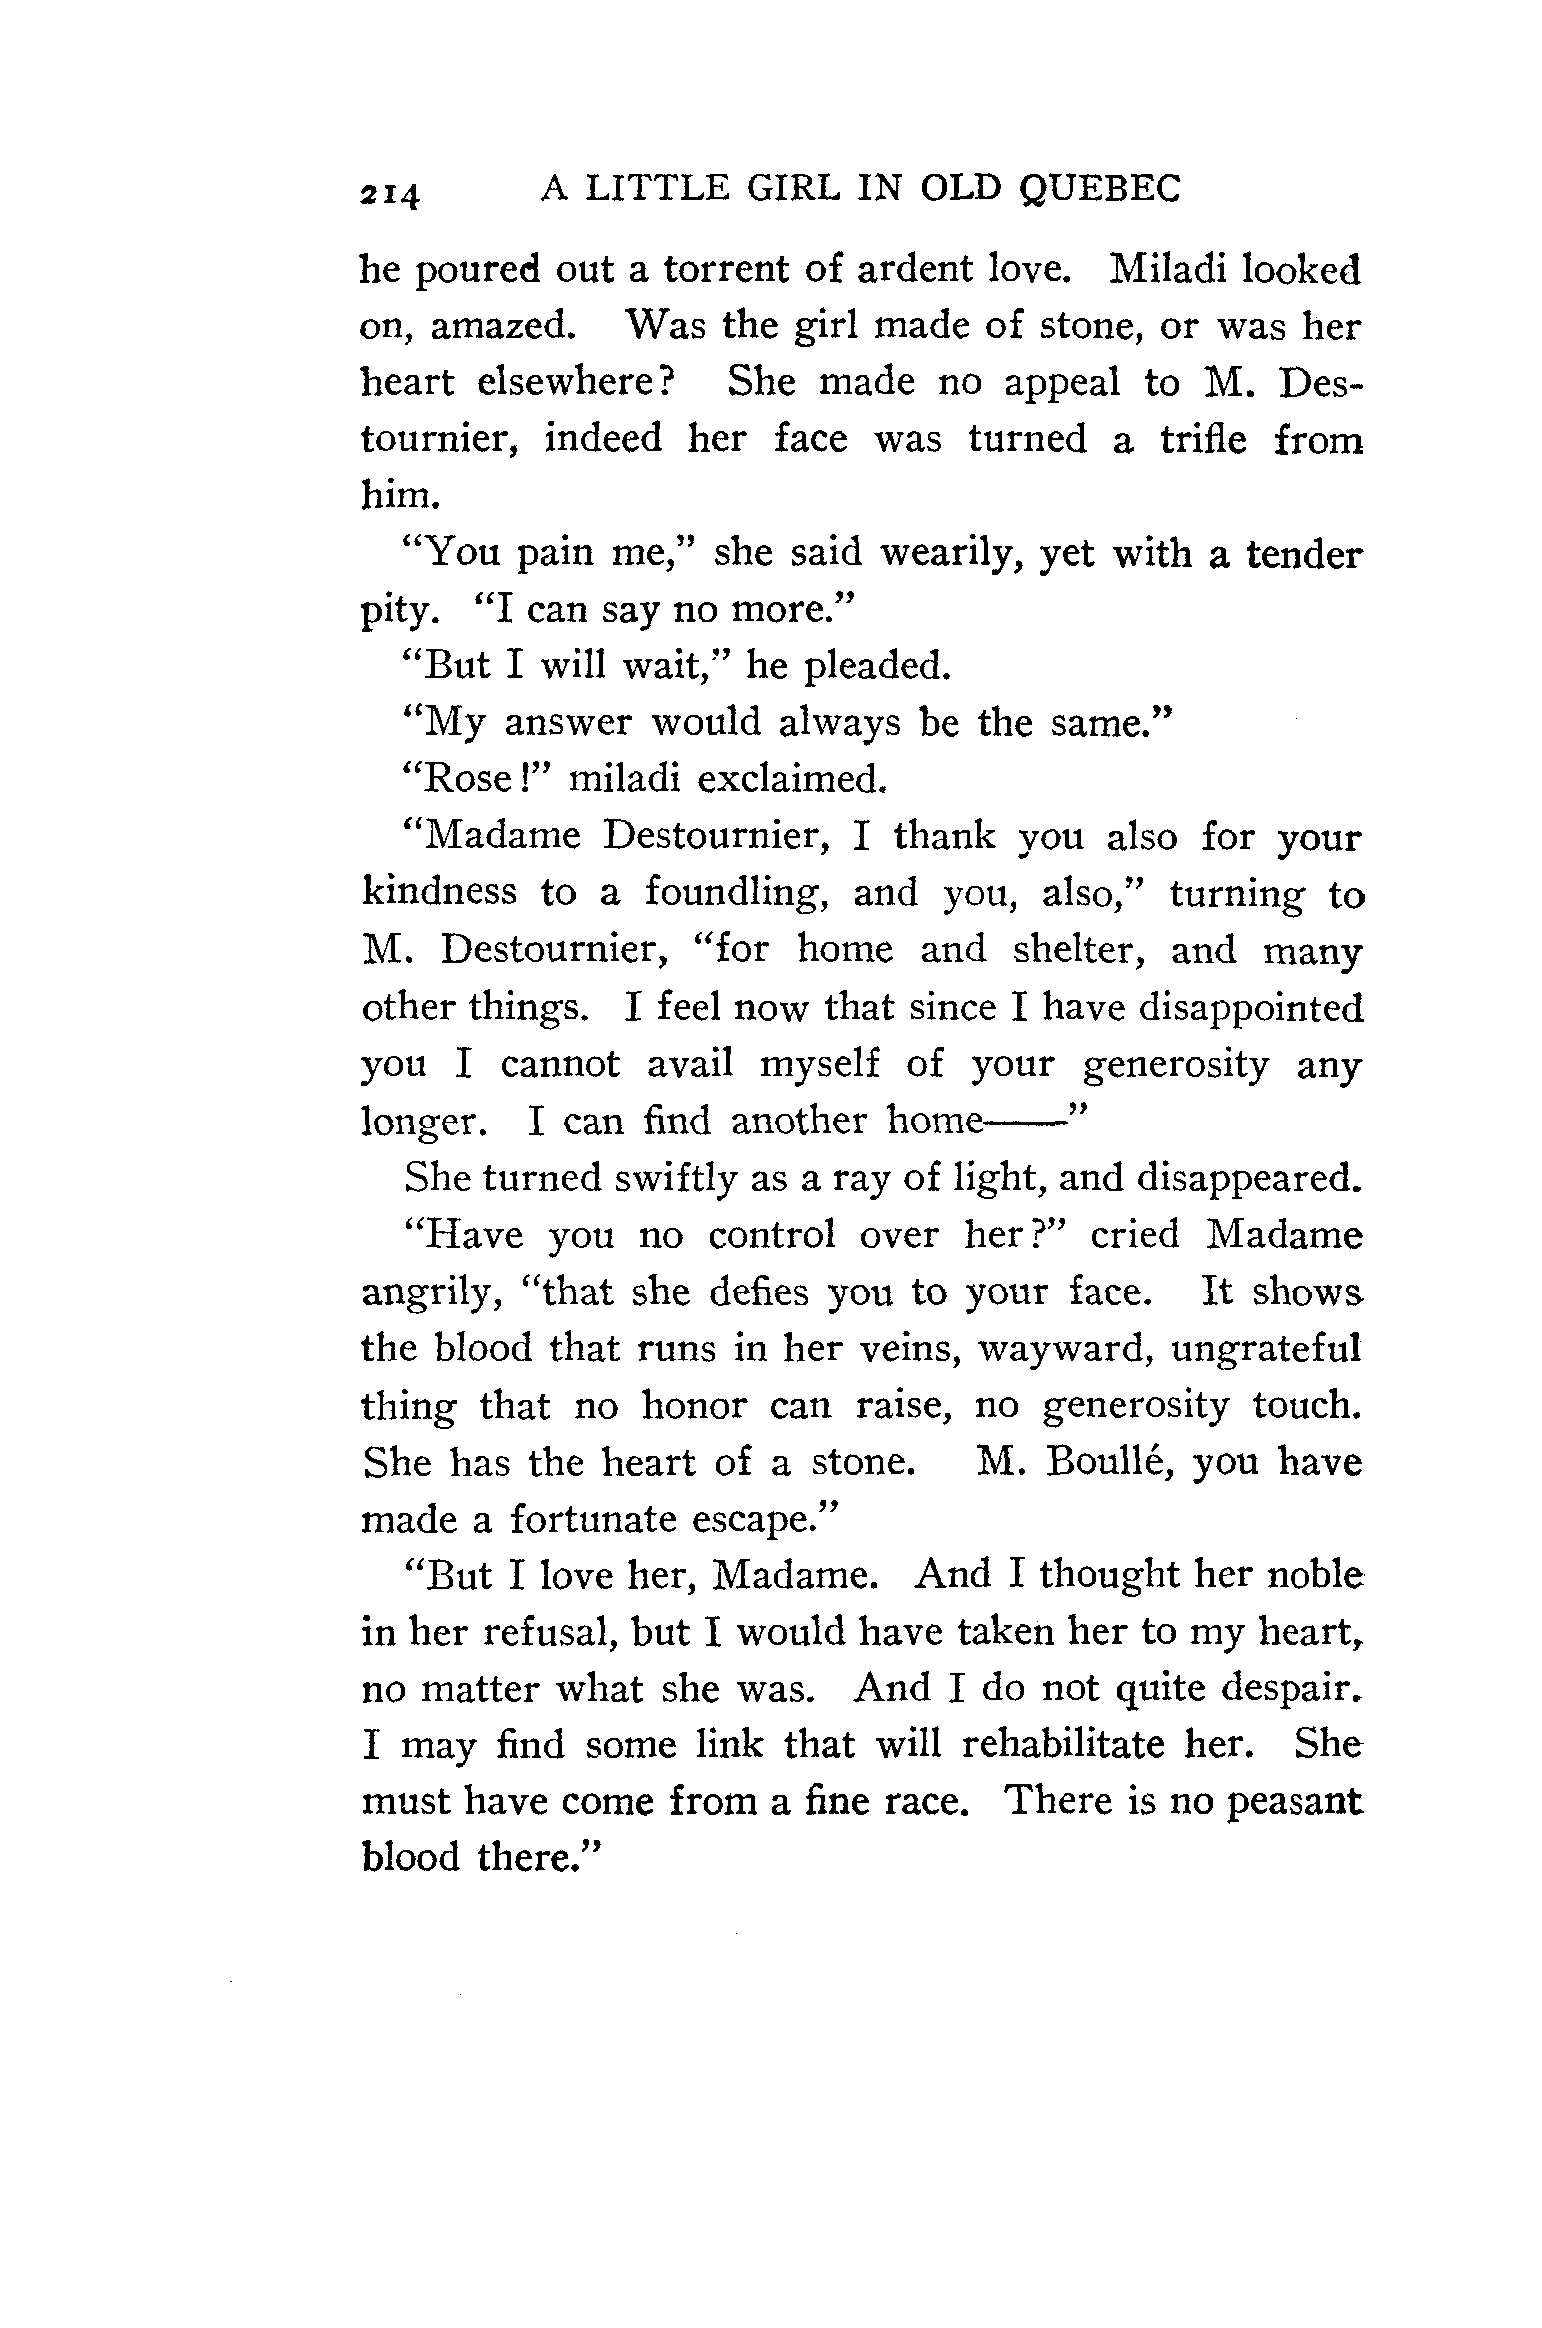 214 A LITTLE GIRL IN OLD QUEBEC
he poured out a torrent of ardent love. Miladi looked
on, amazed. Was the girl made of stone, or was her
heart elsewhere? She made no appeal to M. Des-
tournier, indeed her face was turned a trifle from
him.
“You pain me,” she said wearily, yet with a tender
pity. “I can say no more.”
“But I will wait,” he pleaded.
“My answer would always be the same.”
“Rose!” miladi exclaimed.
“Madame Destournier, I thank you also for your
kindness to a foundling, and you, also,” turning to
M. Destournier, “for home and shelter, and many
other things. I feel now that since I have disappointed
you I cannot avail myself of your generosity any
longer. I can find another home——”
She turned swiftly as a ray of light, and disappeared.
“Have you no control over her?” cried Madame
angrily, “that she defies you to your face. It shows
the blood that runs in her veins, wayward, ungrateful
thing that no honor can raise, no generosity touch.
She has the heart of a stone. M. Boullé, you have
made a fortunate escape.”
“But I love her, Madame. And I thought her noble
in her refusal, but I would have taken her to my heart,
no matter what she was. And I do not quite despair.
I may find some link that will rehabilitate her. She
must have come from a fine race. There is no peasant
blood there.”